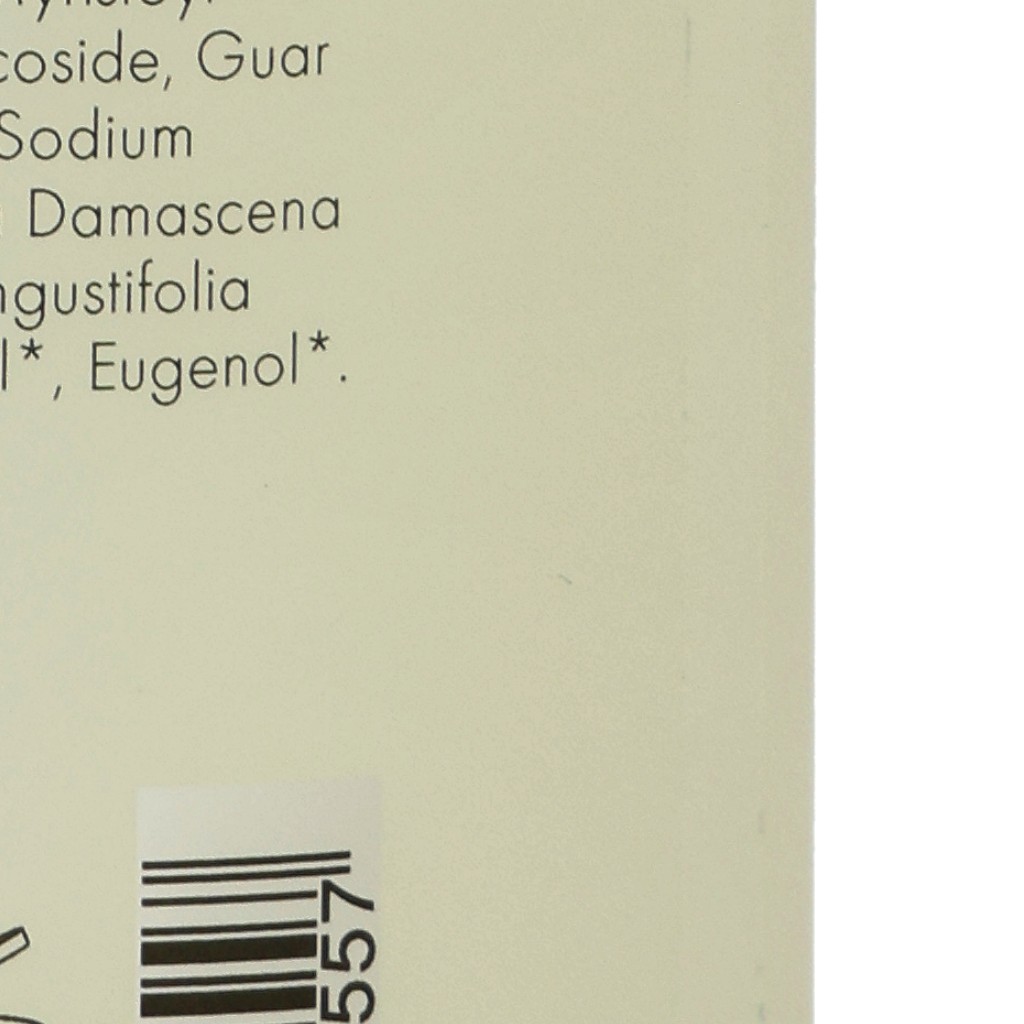 coside, Guar
Sodium
Damascena
ngustifolia
l*, Eugenol*.
557